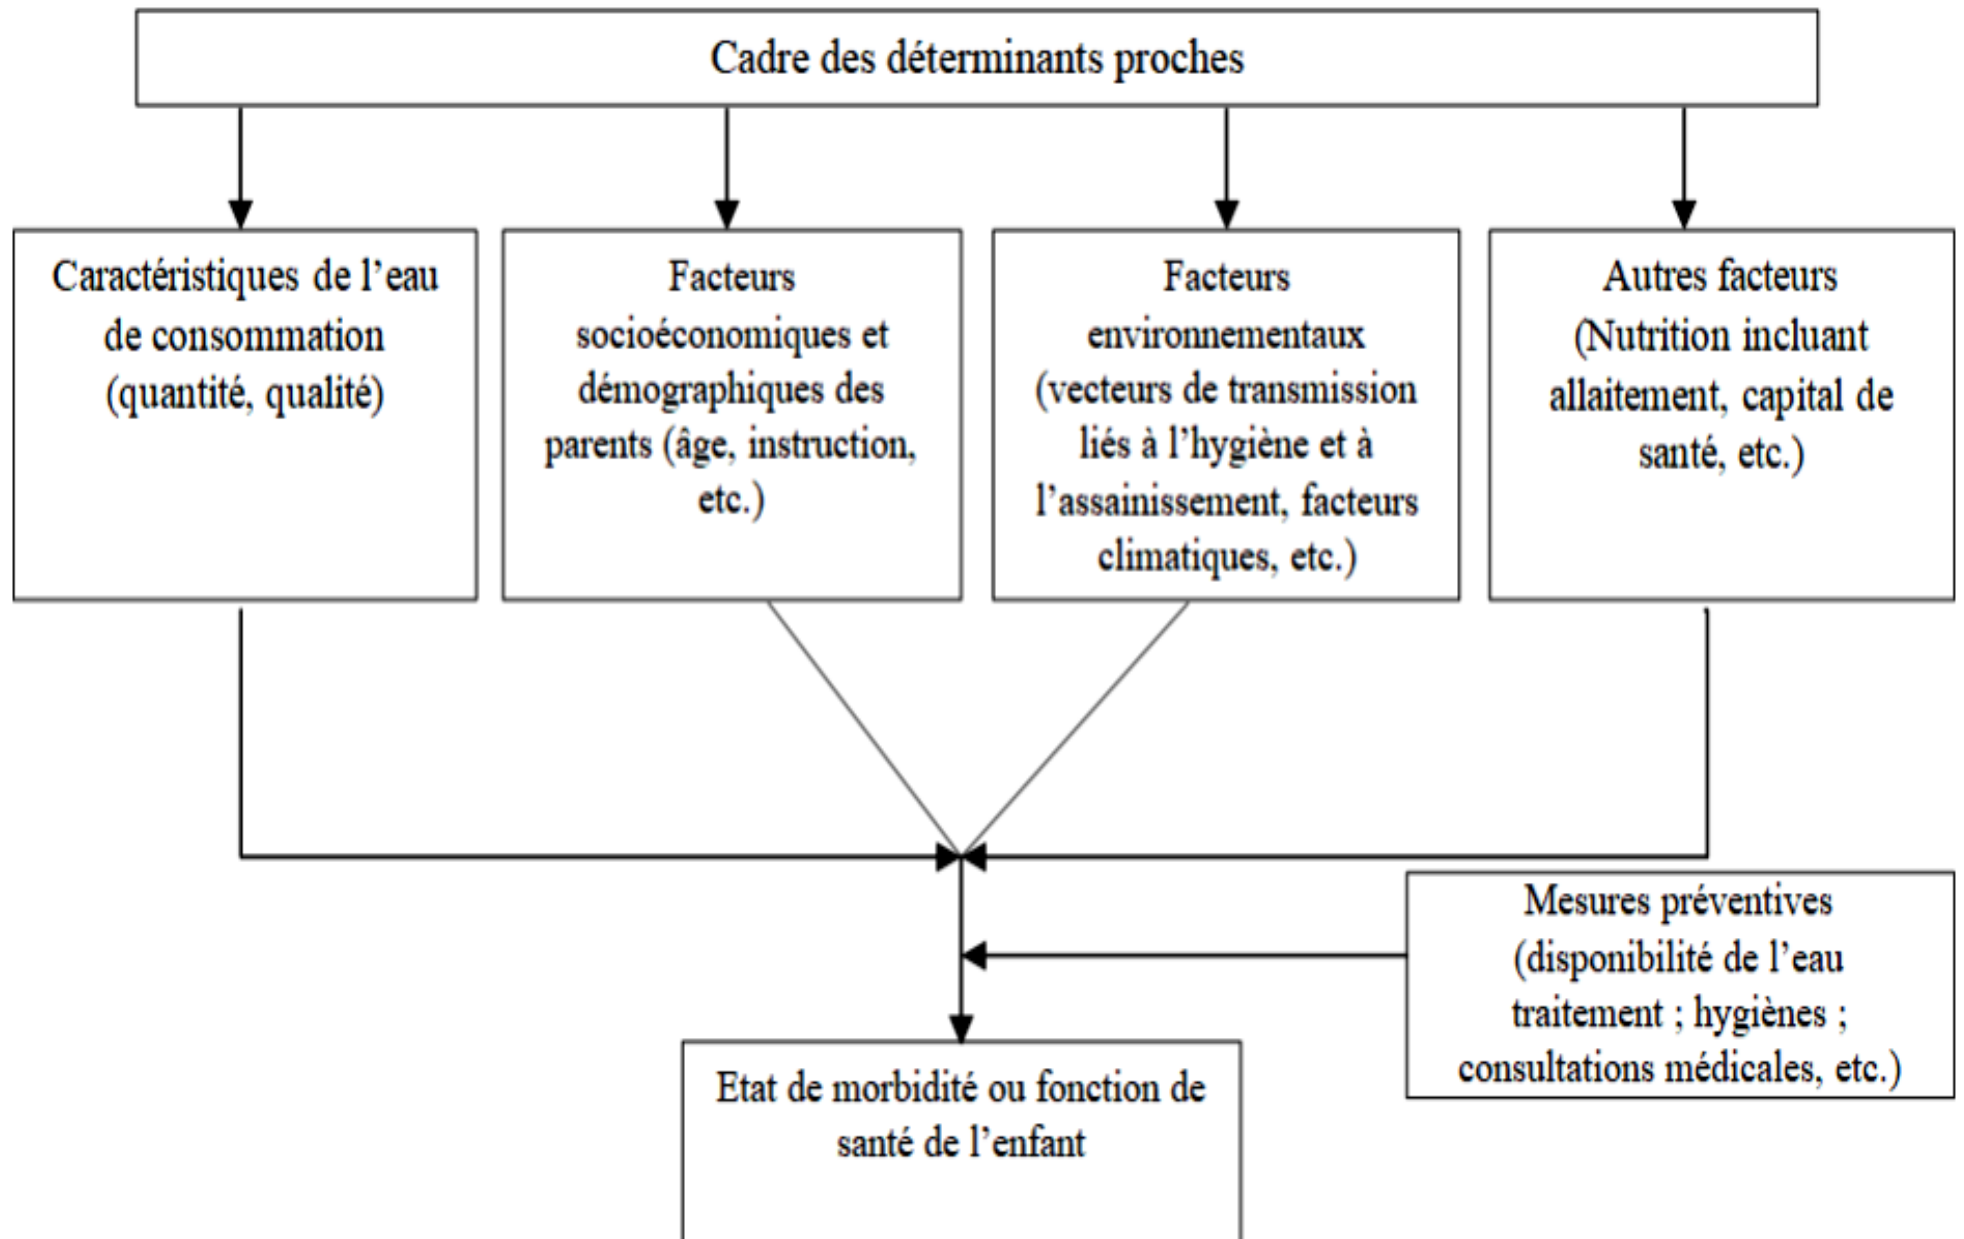 Cadre des déterminants proches
Caractéristiques de l'eau
de consommation
(quantité, qualité)
Facteurs
socioéconomiques et
démographiques des
parents (âge, instruction,
etc.)
Facteurs
environnementaux
(vecteurs de transmission
liés à l'hygiène et à
l'assainissement, facteurs
climatiques, etc.)
Autres facteurs
(Nutrition incluant
allaitement, capital de
santé, etc.)
Mesures préventives
(disponibilité de l'eau
traitement ; hygiènes ;
consultations médicales, etc.)
Etat de morbidité ou fonction de
santé de l'enfant